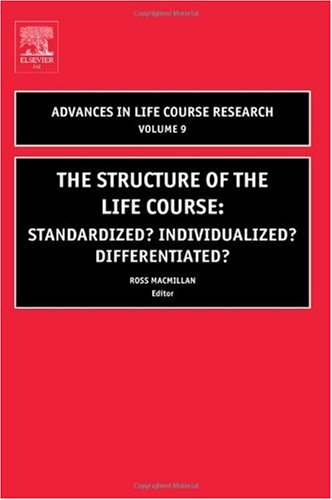 ELSEVIER
JAI
ADVANCES IN LIFE COURSE RESEARCH
VOLUME 9
THE STRUCTURE OF THE
LIFE COURSE:
STANDARDIZED? INDIVIDUALIZED?
DIFFERENTIATED?
ROSS MACMILLAN
Editor